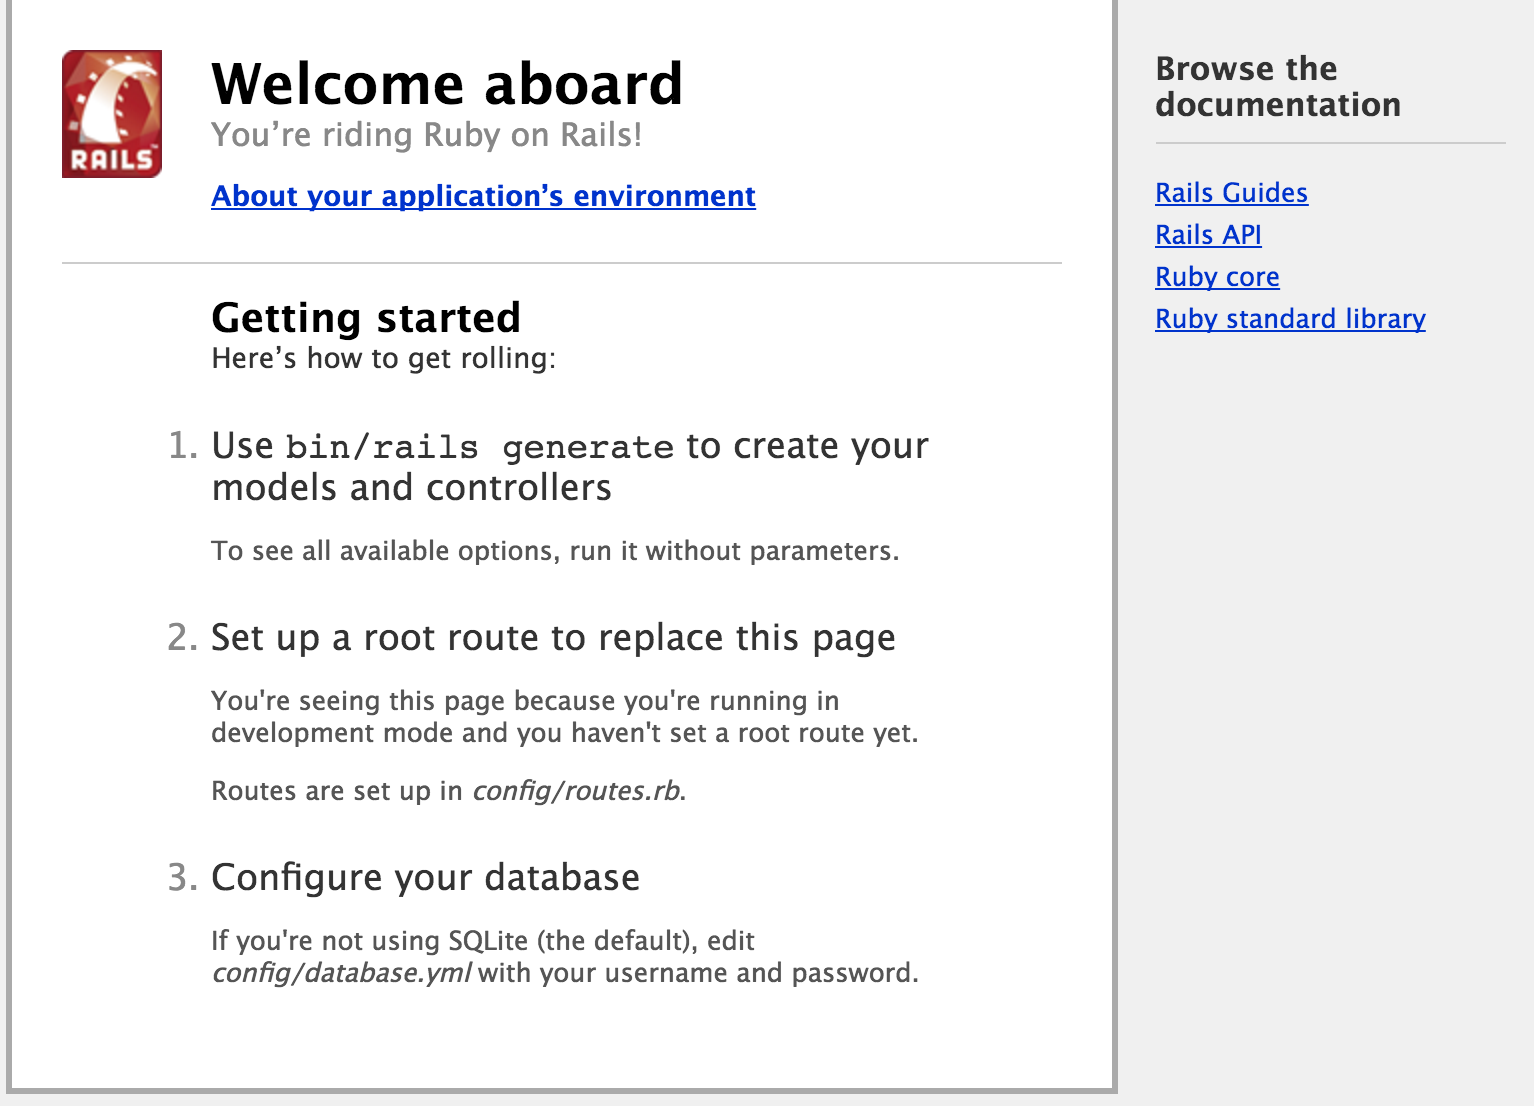 RAILS™
Welcome aboard
You’re riding Ruby on Rails!
About your application’s environment
Getting started
Here’s how to get rolling:
1. Use bin/rails generate to create your
models and controllers
To see all available options, run it without parameters.
2. Set up a root route to replace this page
You're seeing this page because you're running in
development mode and you haven't set a root route yet.
Routes are set up in config/routes.rb.
3. Configure your database
If you're not using SQLite (the default), edit
config/database.yml with your username and password.
Browse the
documentation
Rails Guides
Rails API
Ruby core
Ruby standard library